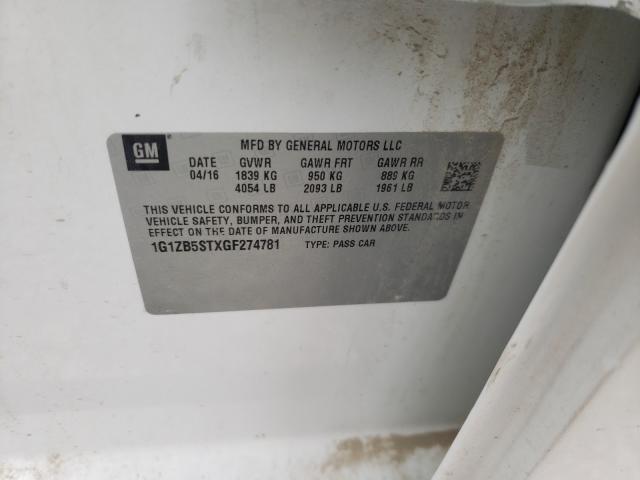 GM
MFD BY GENERAL MOTORS LLC
DATE GVWR GAWR FRT GAWR RR
04/16 1839 KG 950 KG 889 KG
4054 LB 2093 LB 1961 LB
THIS VEHICLE CONFORMS TO ALL APPLICABLE U.S. FEDERAL MOTOR
VEHICLE SAFETY, BUMPER, AND THEFT PREVENTION STANDARDS IN
EFFECT ON THE DATE OF MANUFACTURE SHOWN ABOVE.
1G1ZB5STXGF274781 TYPE: PASS CAR